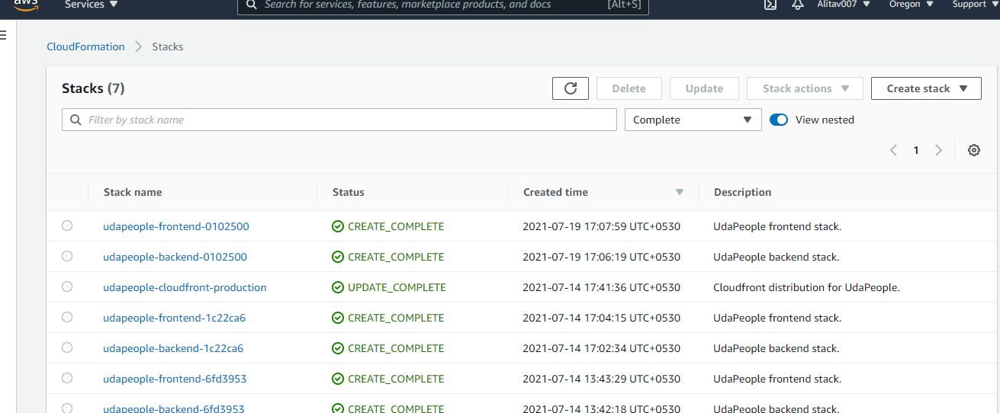 aws
Services
Search for services, features, marketplace products, and docs [Alt+S]
Alitav007
Oregon
Support
CloudFormation
Stacks
Stacks (7)
Delete
Update
Stack actions
Create stack
Filter by stack name
Complete
View nested
1
Stack name Status Created time Description
udapeople-frontend-0102500 CREATE_COMPLETE 2021-07-19 17:07:59 UTC+0530 UdaPeople frontend stack.
udapeople-backend-0102500 CREATE_COMPLETE 2021-07-19 17:06:19 UTC+0530 UdaPeople backend stack.
udapeople-cloudfront-production UPDATE_COMPLETE 2021-07-14 17:41:36 UTC+0530 Cloudfront distribution for UdaPeople.
udapeople-frontend-1c22ca6 CREATE_COMPLETE 2021-07-14 17:04:15 UTC+0530 UdaPeople frontend stack.
udapeople-backend-1c22ca6 CREATE_COMPLETE 2021-07-14 17:02:34 UTC+0530 UdaPeople backend stack.
udapeople-frontend-6fd3953 CREATE_COMPLETE 2021-07-14 13:43:29 UTC+0530 UdaPeople frontend stack.
udapeople-backend-6fd3953 CREATE_COMPLETE 2021-07-14 13:42:18 UTC+0530 UdaPeople backend stack.